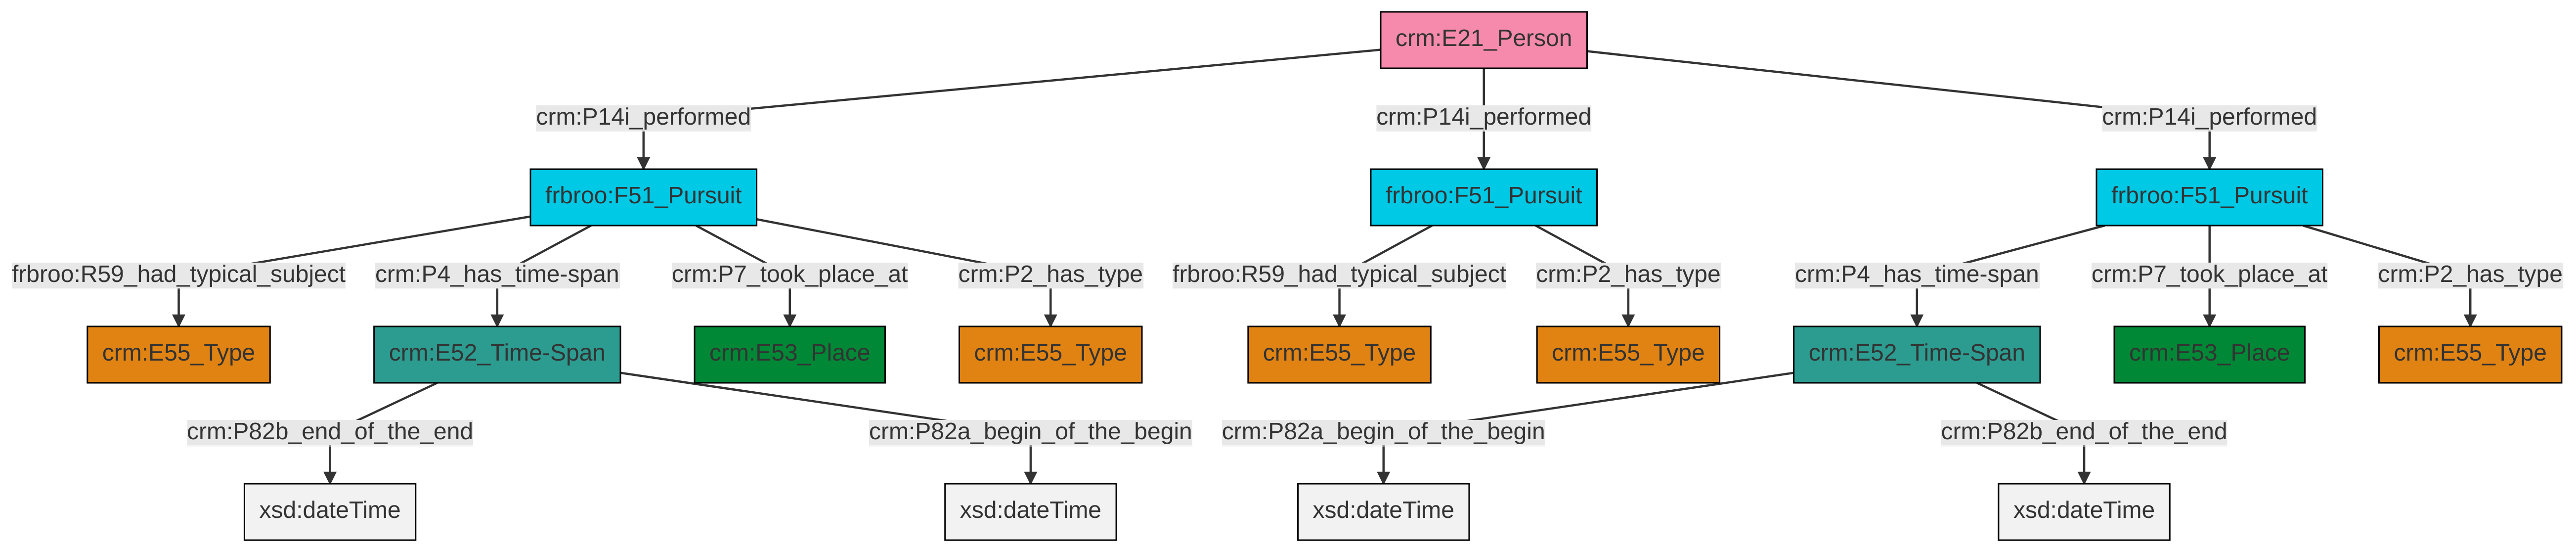 crm:E21_Person
crm:P14i_performed crm:P14i_performed crm:P14i_performed
frbroo:F51_Pursuit frbroo:F51_Pursuit frbroo:F51_Pursuit
frbroo:R59_had_typical_subject crm:P4_has_time-span crm:P7_took_place_at crm:P2_has_type frbroo:R59_had_typical_subject crm:P2_has_type crm:P4_has_time-span crm:P7_took_place_at crm:P2_has_type
crm:E55_Type crm:E52_Time-Span crm:E53_Place crm:E55_Type crm:E55_Type crm:E55_Type crm:E52_Time-Span crm:E53_Place crm:E55_Type
crm:P82b_end_of_the_end crm:P82a_begin_of_the_begin crm:P82a_begin_of_the_begin crm:P82b_end_of_the_end
xsd:dateTime xsd:dateTime xsd:dateTime xsd:dateTime